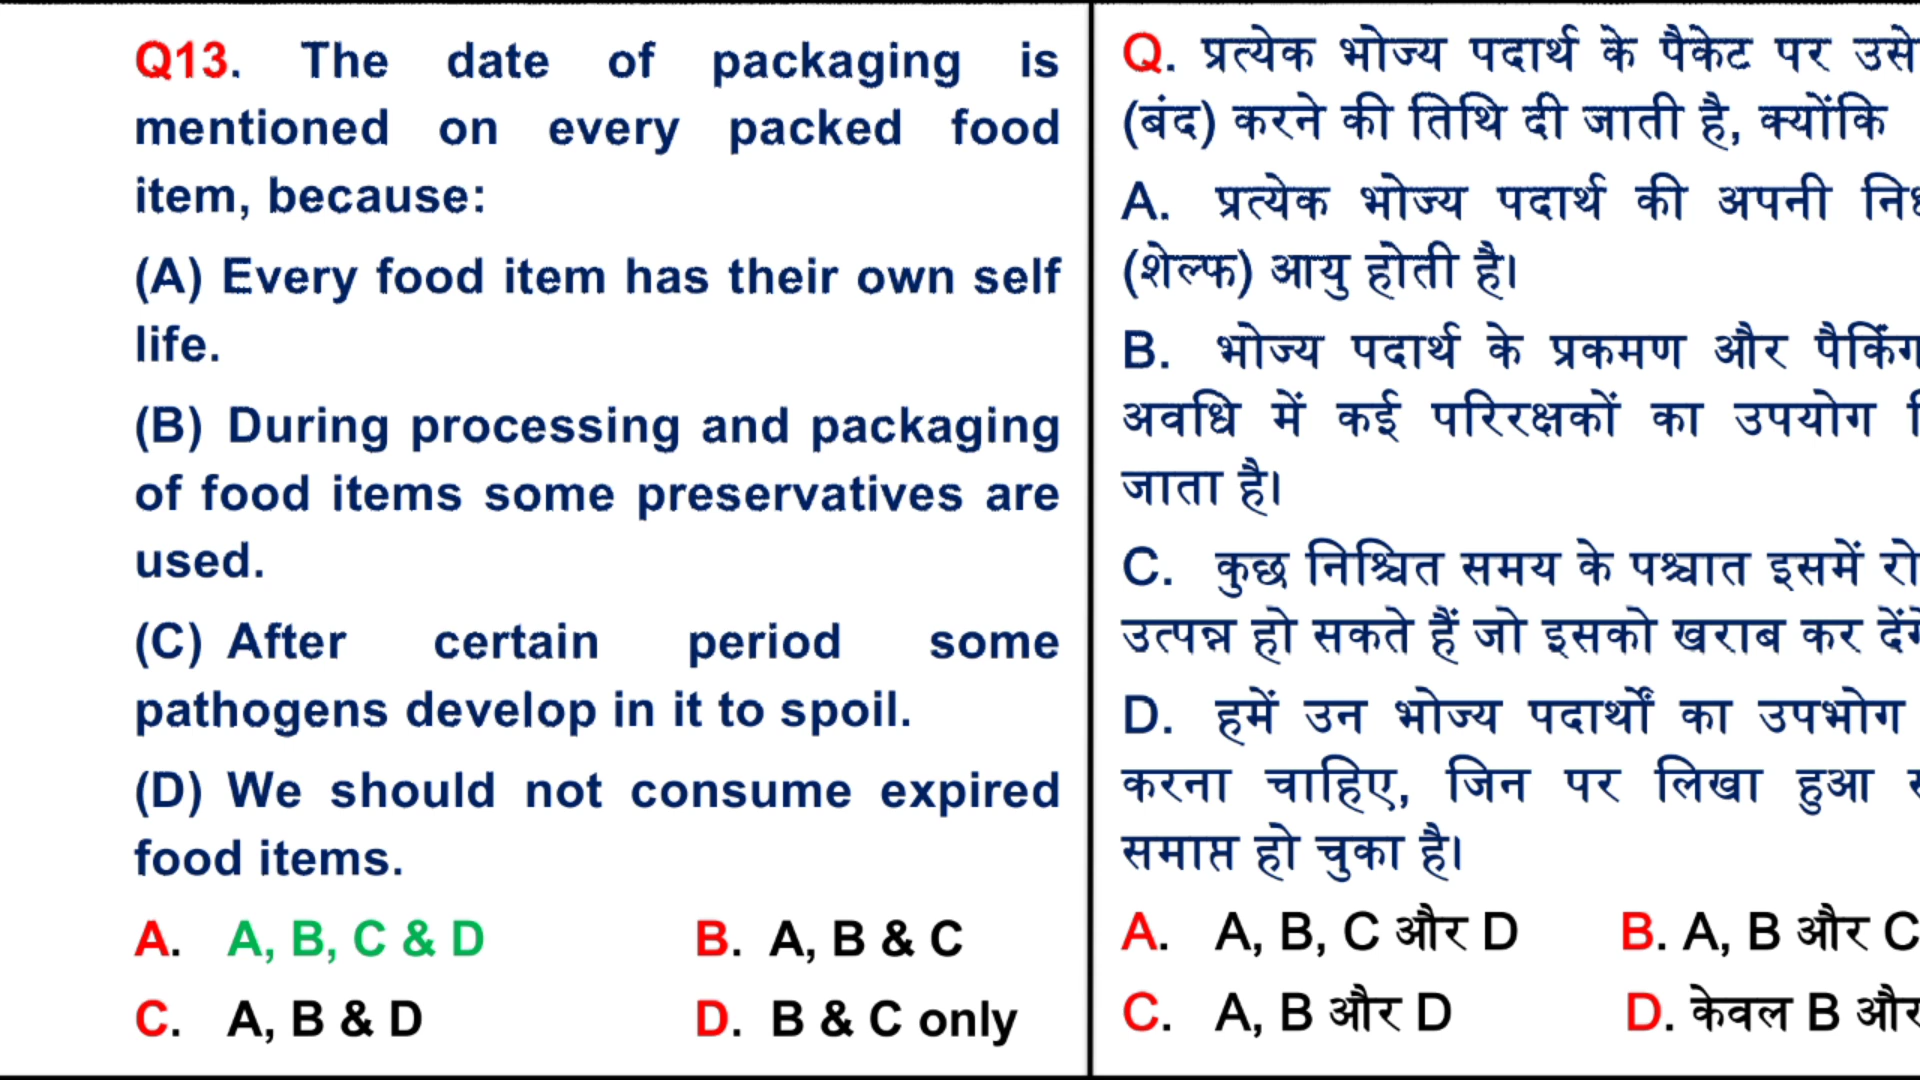 Q13. The date of packaging is
mentioned on every packed food
item, because:
(A) Every food item has their own self
life.
(B) During processing and packaging
of food items some preservatives are
used.
(C) After certain period some
pathogens develop in it to spoil.
(D) We should not consume expired
food items.
A. A, B, C & D B. A, B & C
C. A, B & D D. B & C only
Q. प्रत्येक भोज्य पदार्थ के पैकेट पर उसे
(बंद) करने की तिथि दी जाती है, क्योंकि
A. प्रत्येक भोज्य पदार्थ की अपनी
(शेल्फ) आयु होती है।
B. भोज्य पदार्थ के प्रकमण और पैकिंग
अवधि में कई परिरक्षकों का उपयोग
जाता है।
C. कुछ निश्चित समय के पश्चात इसमें
उत्पन्न हो सकते हैं जो इसको खराब कर
D. हमें उन भोज्य पदार्थों का उपभोग
करना चाहिए, जिन पर लिखा हुआ
समाप्त हो चुका है।
A. A, B, C और D B. A, B और C
C. A, B और D D. केवल B और